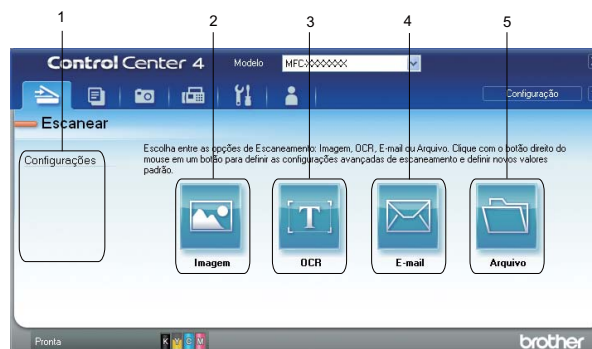 1 2 3 4 5
Control Center 4 Modelo MFC-XXXXXX
Configuração
Escanear
Configurações
Escolha entre as opções de Escaneamento: Imagem, OCR, E-mail ou Arquivo. Clique com o botão direito do
mouse em um botão para definir as configurações avançadas de escaneamento e definir novos valores
padrão.
T
Imagem OCR E-mail Arquivo
Pronta K Y C M brother